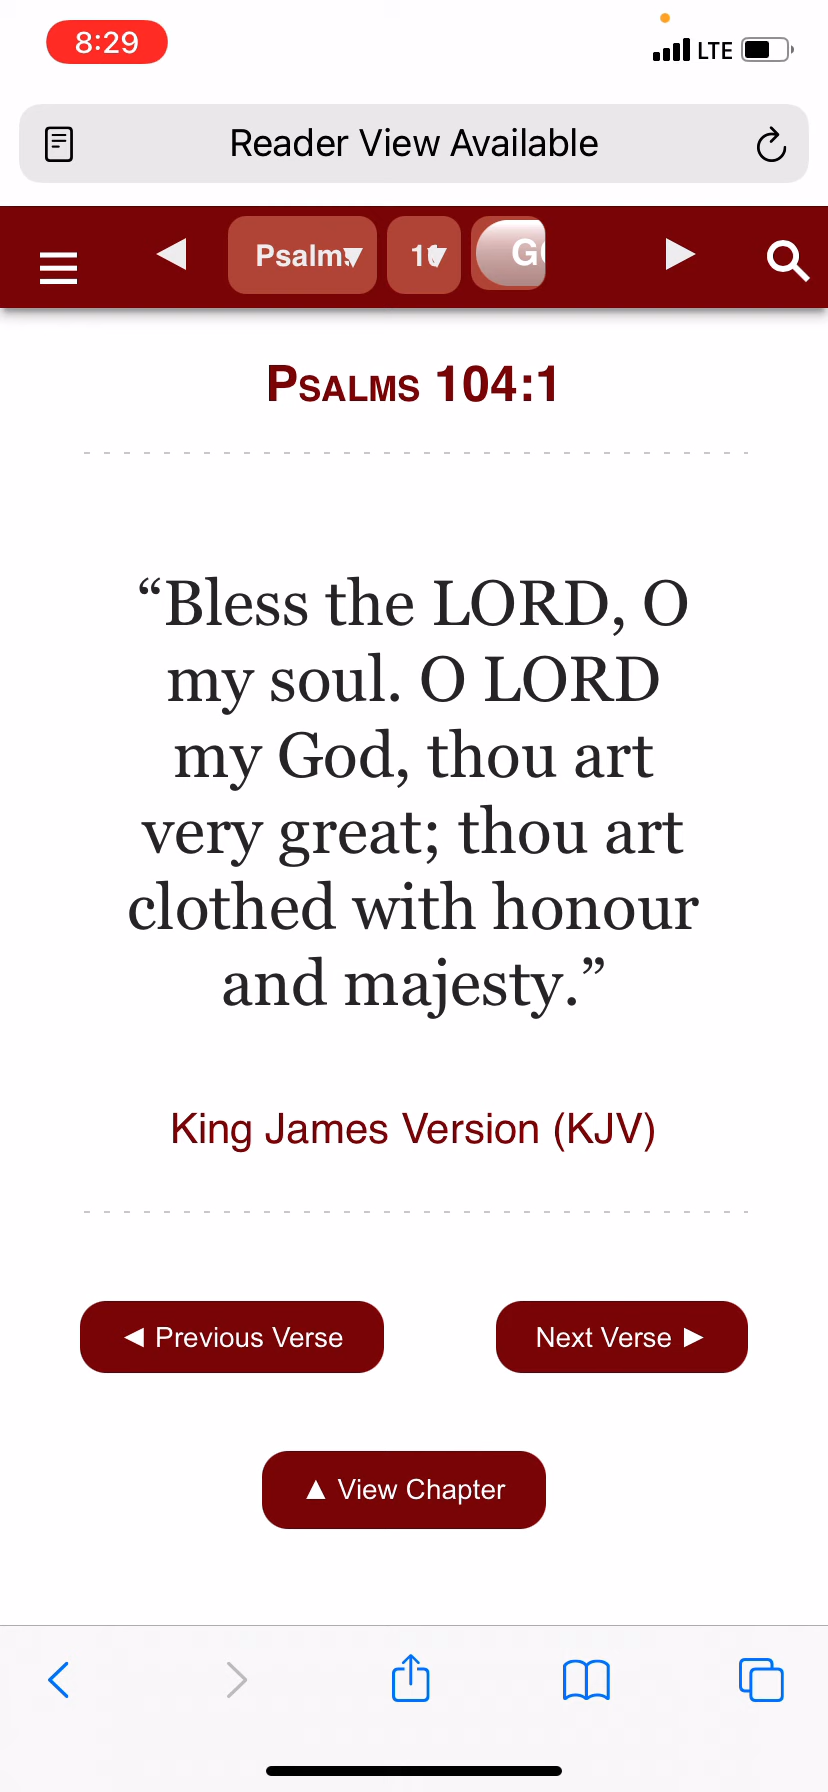 8:29
LTE
Reader View Available
Psalms
Psalms 104:1
“Bless the LORD, O
my soul. O LORD
my God, thou art
very great; thou art
clothed with honour
and majesty.”
King James Version (KJV)
◀ Previous Verse
Next Verse ▶
▲ View Chapter